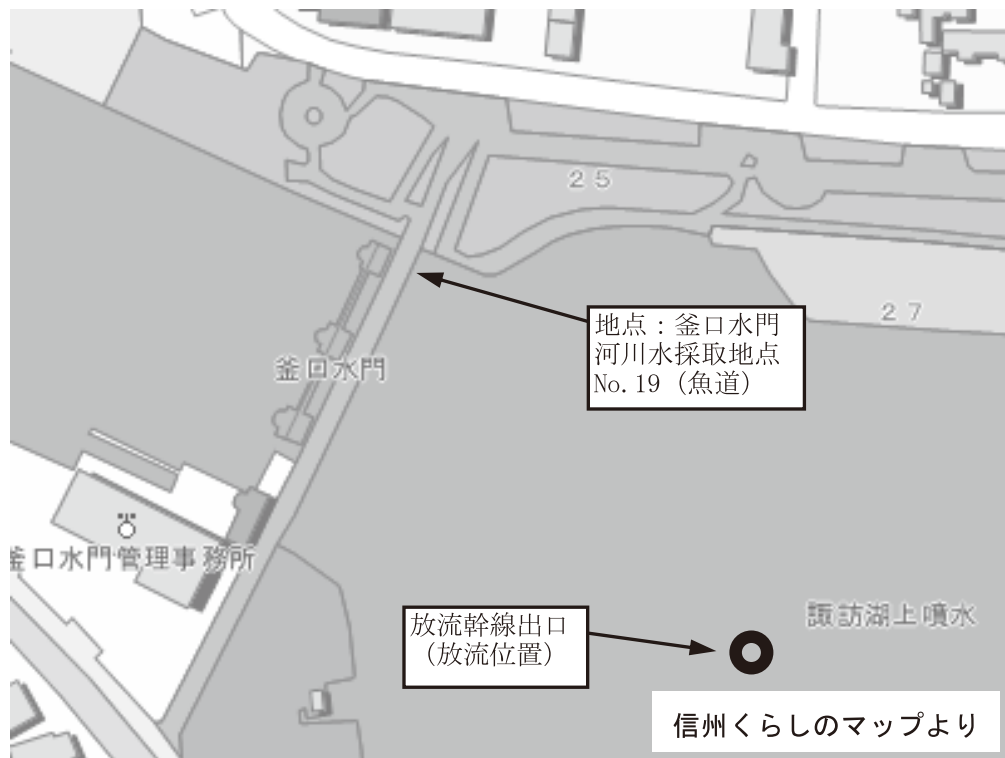 25
27
地点：釜口水門
河川水採取地点
No.19（魚道）
釜口水門
釜口水門管理事務所
放流幹線出口
（放流位置）
諏訪湖上噴水
信州くらしのマップより